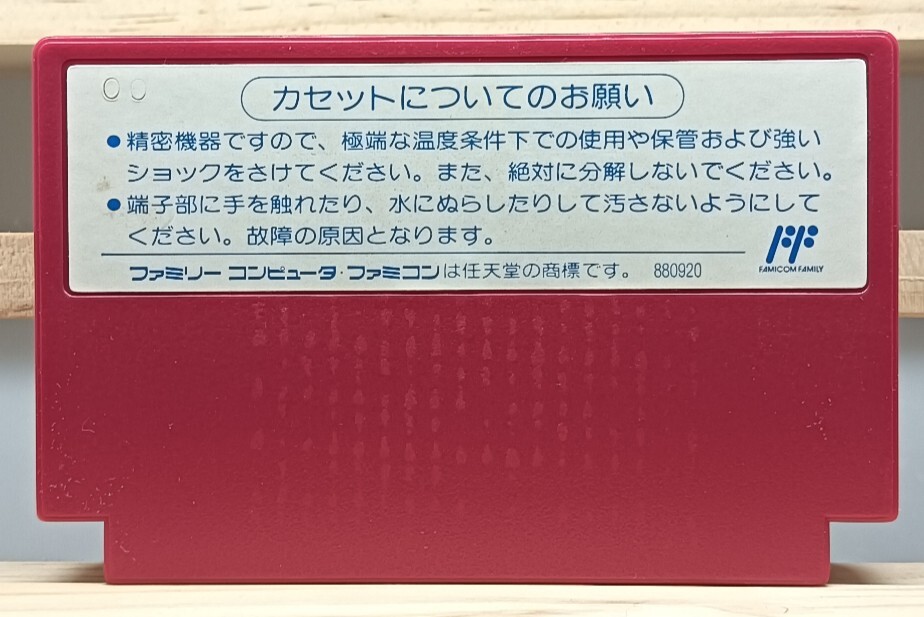 カセットについてのお願い
●精密機器ですので、極端な温度条件下での使用や保管および強い
ショックをさけてください。また、絶対に分解しないでください。
●端子部に手を触れたり、水にぬらしたりして汚さないようにして
ください。故障の原因となります。
ファミリーコンピュータ・ファミコンは任天堂の商標です。 880920
FF
FAMICOM FAMILY